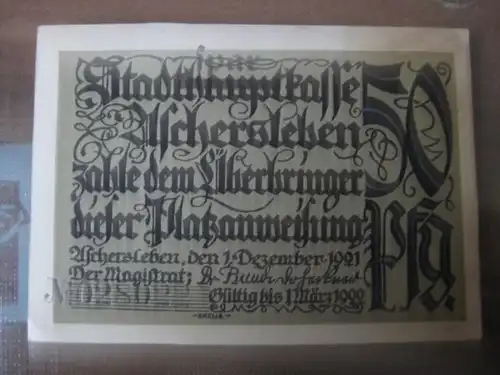 Stadthauptkasse
Aschersleben
zahle dem Überbringer
dieser Platzanweisung
50
Pfg.
Aschersleben, den 1. Dezember 1921
Der Magistrat;
Gültig bis 1. März 1922